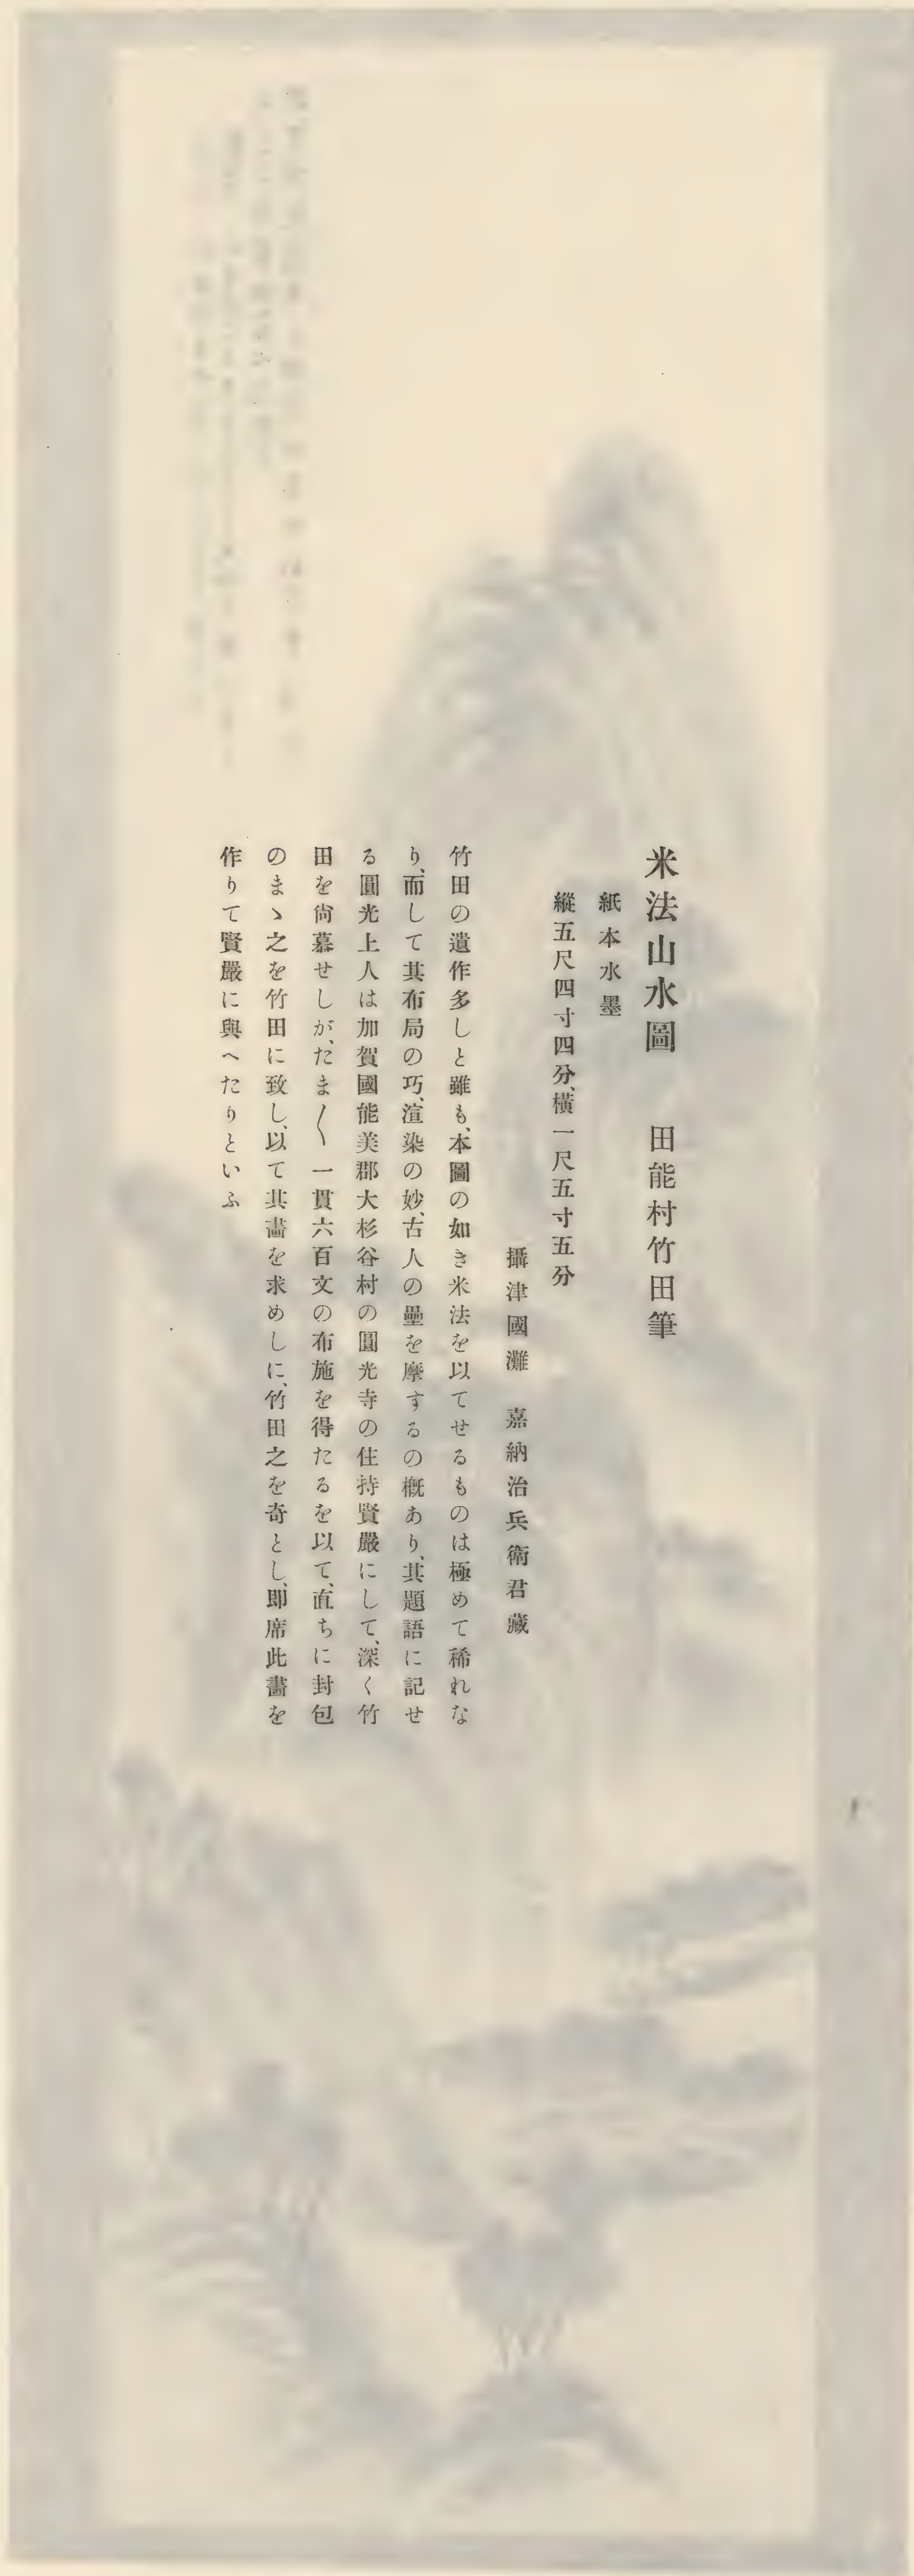 米法山水圖　田能村竹田筆
紙本水墨
縱五尺四寸四分、橫一尺五寸五分
攝津國灘　嘉納治兵衛君藏
竹田の遺作多しと雖も、本圖の如き米法を以てせるものは極めて稀れな
り、而して其布局の巧、渲染の妙、古人の壘を摩するの槪あり、其題語に記せ
る圓光上人は加賀國能美郡大杉谷村の圓光寺の住持賢嚴にして、深く竹
田を尙慕せしが、たま〱一貫六百文の布施を得たるを以て、直ちに封包
のまゝ之を竹田に致し、以て其畫を求めしに、竹田之を奇とし、卽席此畫を
作りて賢嚴に與へたりといふ